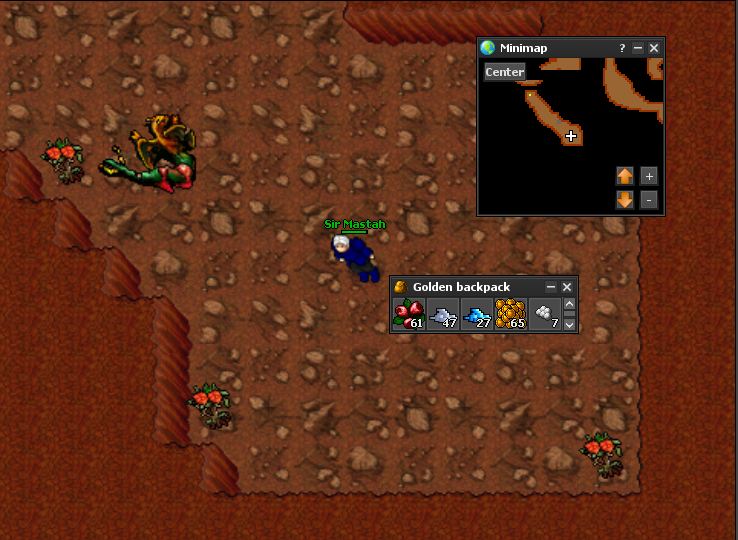 Minimap ?
Center
+
-
Sir Mastah
Golden backpack
61 47 27 65 7